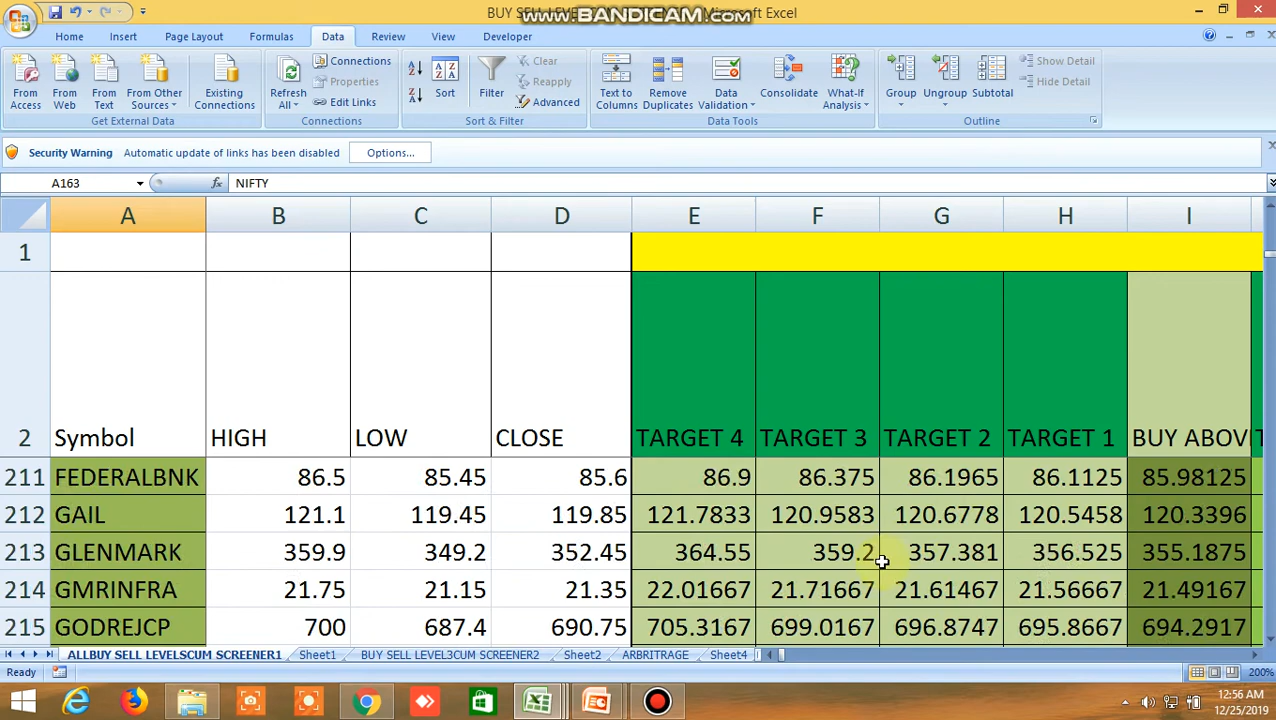 BUY SELL LEVEL
www.BANDICAM.com
Microsoft Excel
Home Insert Page Layout Formulas Data Review View Developer
From Access
From Web
From Text
From Other Sources
Existing Connections
Get External Data
Refresh All
Connections
Properties
Edit Links
Connections
Sort
Filter
Clear
Reapply
Advanced
Sort & Filter
Text to Columns
Remove Duplicates
Data Validation
Consolidate
What-If Analysis
Data Tools
Group
Ungroup
Subtotal
Show Detail
Hide Detail
Outline
Security Warning Automatic update of links has been disabled Options...
A163 fx NIFTY
A B C D E F G H I
1
2 Symbol HIGH LOW CLOSE TARGET 4 TARGET 3 TARGET 2 TARGET 1 BUY ABOV
211 FEDERALBNK 86.5 85.45 85.6 86.9 86.375 86.1965 86.1125 85.98125
212 GAIL 121.1 119.45 119.85 121.7833 120.9583 120.6778 120.5458 120.3396
213 GLENMARK 359.9 349.2 352.45 364.55 359.2 357.381 356.525 355.1875
214 GMRINFRA 21.75 21.15 21.35 22.01667 21.71667 21.61467 21.56667 21.49167
215 GODREJCP 700 687.4 690.75 705.3167 699.0167 696.8747 695.8667 694.2917
ALLBUY SELL LEVELSCUM SCREENER1 Sheet1 BUY SELL LEVEL3CUM SCREENER2 Sheet2 ARBRITRAGE Sheet4
Ready 200%
12:56 AM
12/25/2019